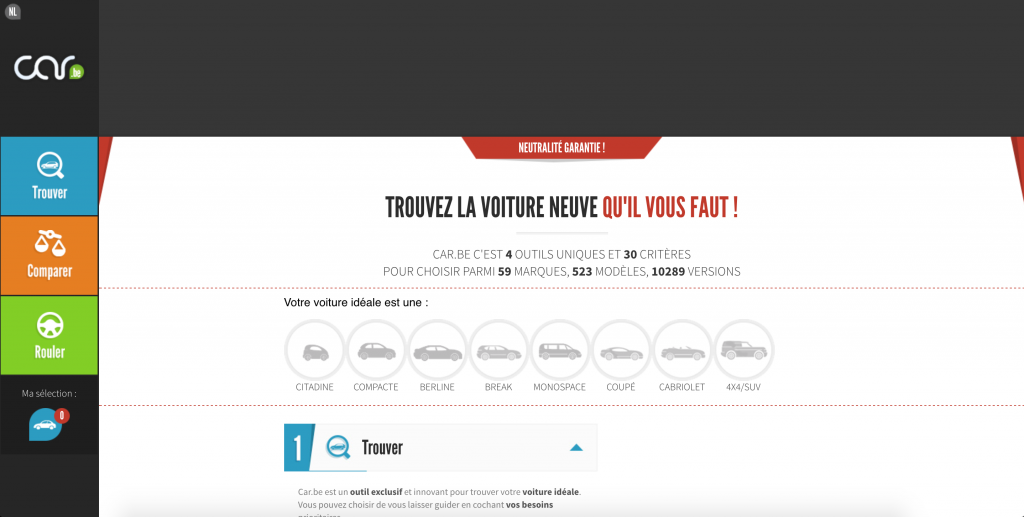 NL
car.be
NEUTRALITÉ GARANTIE !
TROUVEZ LA VOITURE NEUVE QU'IL VOUS FAUT !
CAR.BE C'EST 4 OUTILS UNIQUES ET 30 CRITÈRES
POUR CHOISIR PARMI 59 MARQUES, 523 MODÈLES, 10289 VERSIONS
Trouver
Comparer
Rouler
Ma sélection :
0
Votre voiture idéale est une :
CITADINE COMPACTE BERLINE BREAK MONOSPACE COUPÉ CABRIOLET 4X4/SUV
1 Trouver
Car.be est un outil exclusif et innovant pour trouver votre voiture idéale.
Vous pouvez choisir de vous laisser guider en cochant vos besoins